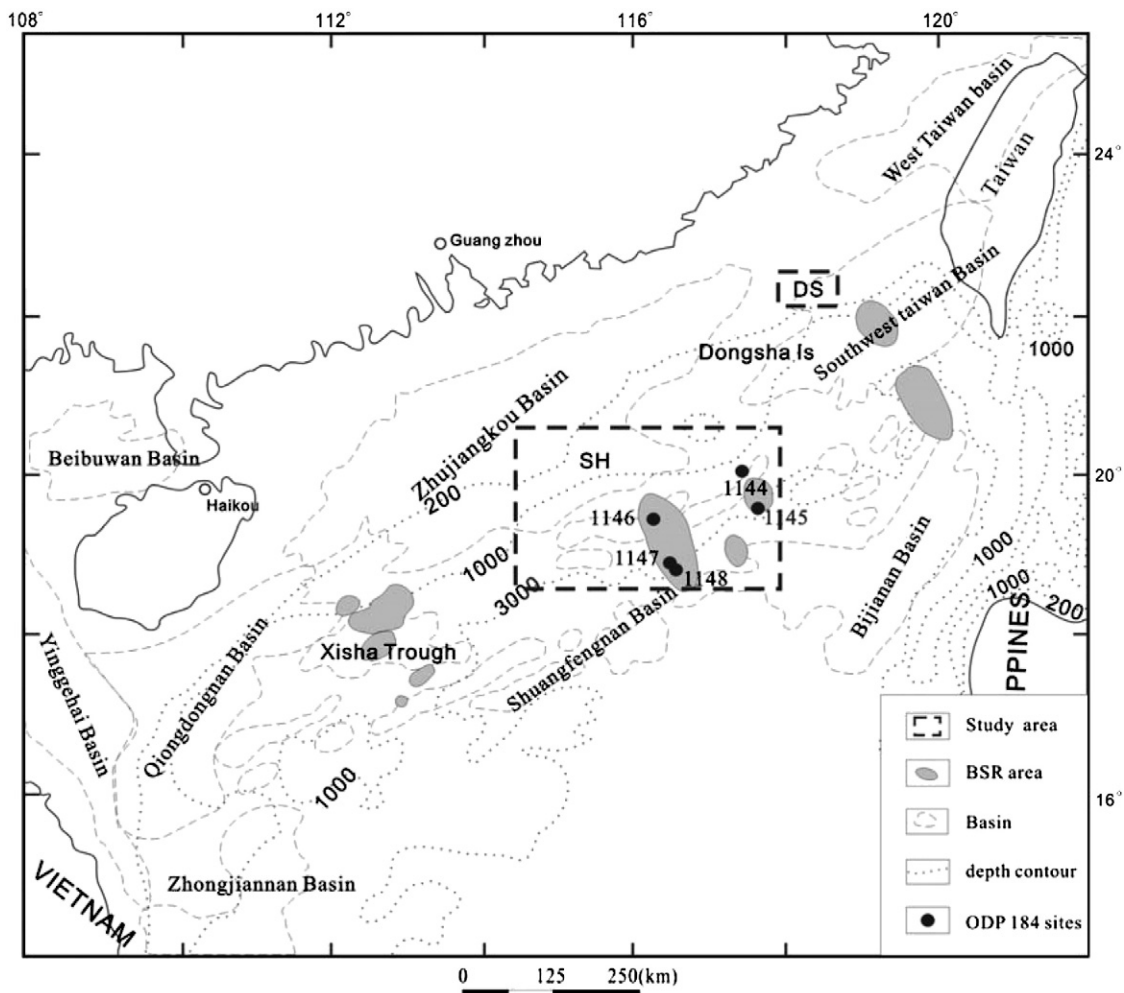 108°
112°
116°
120°
West Taiwan basin
Taiwan
24°
Guang zhou
DS
Southwest taiwan Basin
Dongsha Is
1000
Zhujiangkou Basin
Beibuwan Basin
SH
20°
Haikou
200
1144
1145
1146
1147
1148
1000
3000
Bijianan Basin
1000
1000
200
PPINES
Xisha Trough
Shuangfengnan Basin
Qiongdongnan Basin
Yinggehai Basin
1000
16°
Zhongjiannan Basin
VIETNAM
Study area
BSR area
Basin
depth contour
ODP 184 sites
0 125 250(km)